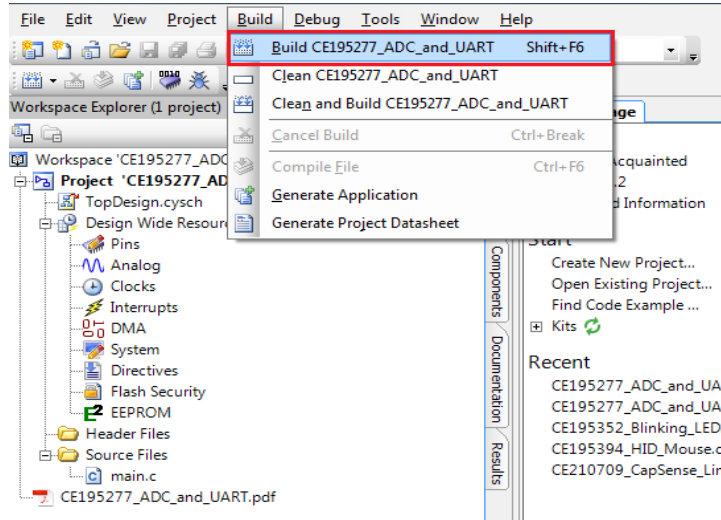 File Edit View Project Build Debug Tools Window Help
Build CE195277_ADC_and_UART Shift+F6
Clean CE195277_ADC_and_UART
Clean and Build CE195277_ADC_and_UART
Cancel Build Ctrl+Break
Compile File Ctrl+F6
Generate Application
Generate Project Datasheet
Workspace Explorer (1 project)
Workspace 'CE195277_ADC
Project 'CE195277_AD
TopDesign.cysch
Design Wide Resour
Pins
Analog
Clocks
Interrupts
DMA
System
Directives
Flash Security
EEPROM
Header Files
Source Files
main.c
CE195277_ADC_and_UART.pdf
Components
Documentation
Results
ge
cquainted
.2
d Information
Start
Create New Project...
Open Existing Project...
Find Code Example ...
Kits
Recent
CE195277_ADC_and_UA
CE195277_ADC_and_UA
CE195352_Blinking_LED
CE195394_HID_Mouse.c
CE210709_CapSense_Lin